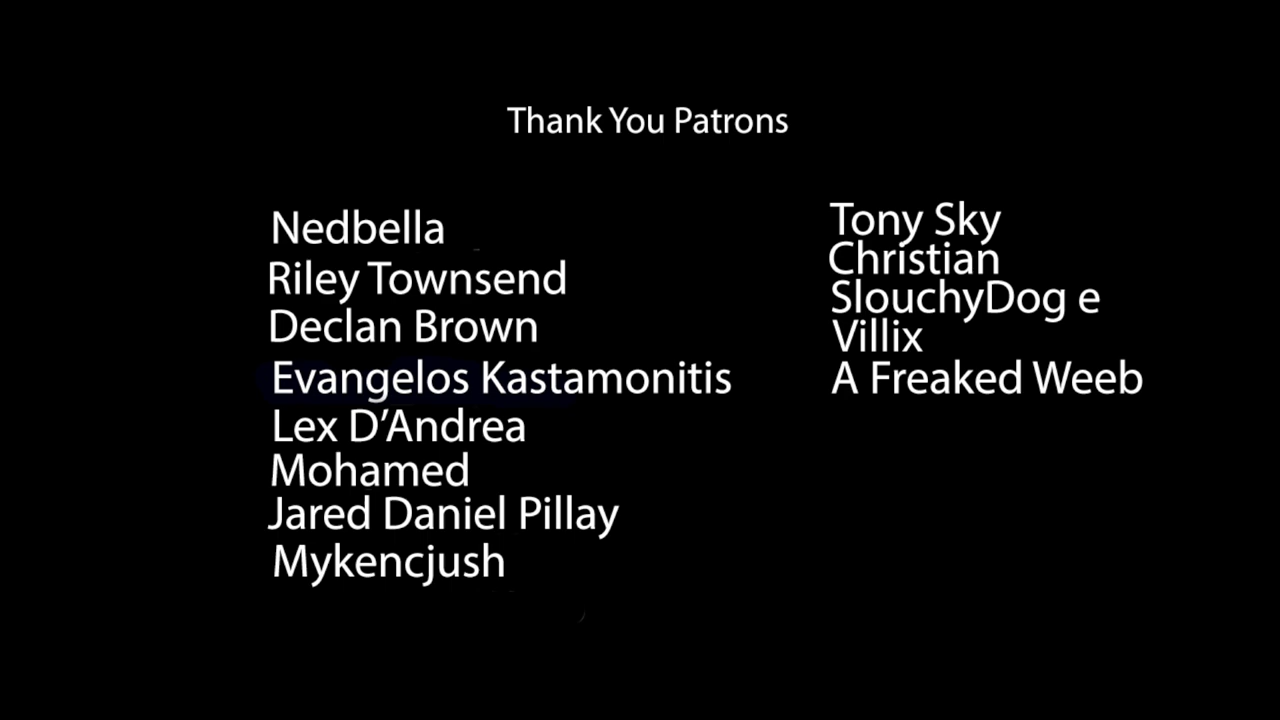 Thank You Patrons
Nedbella
Riley Townsend
Declan Brown
Evangelos Kastamonitis
Lex D’Andrea
Mohamed
Jared Daniel Pillay
Mykencjush
Tony Sky
Christian
SlouchyDog e
Villix
A Freaked Weeb